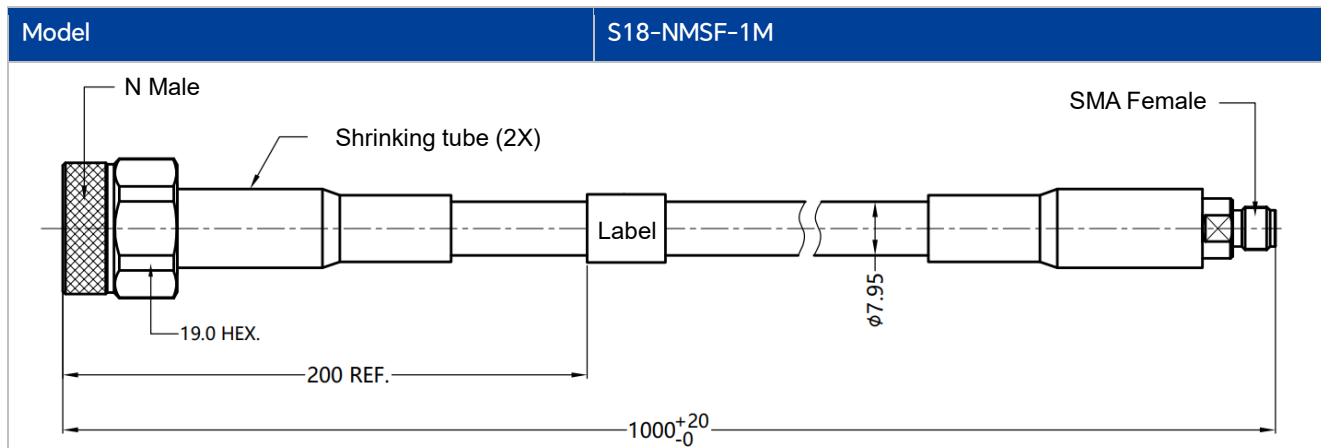 Model
S18-NMSF-1M
N Male
SMA Female
Shrinking tube (2X)
Label
φ7.95
19.0 HEX.
200 REF.
1000+20-0